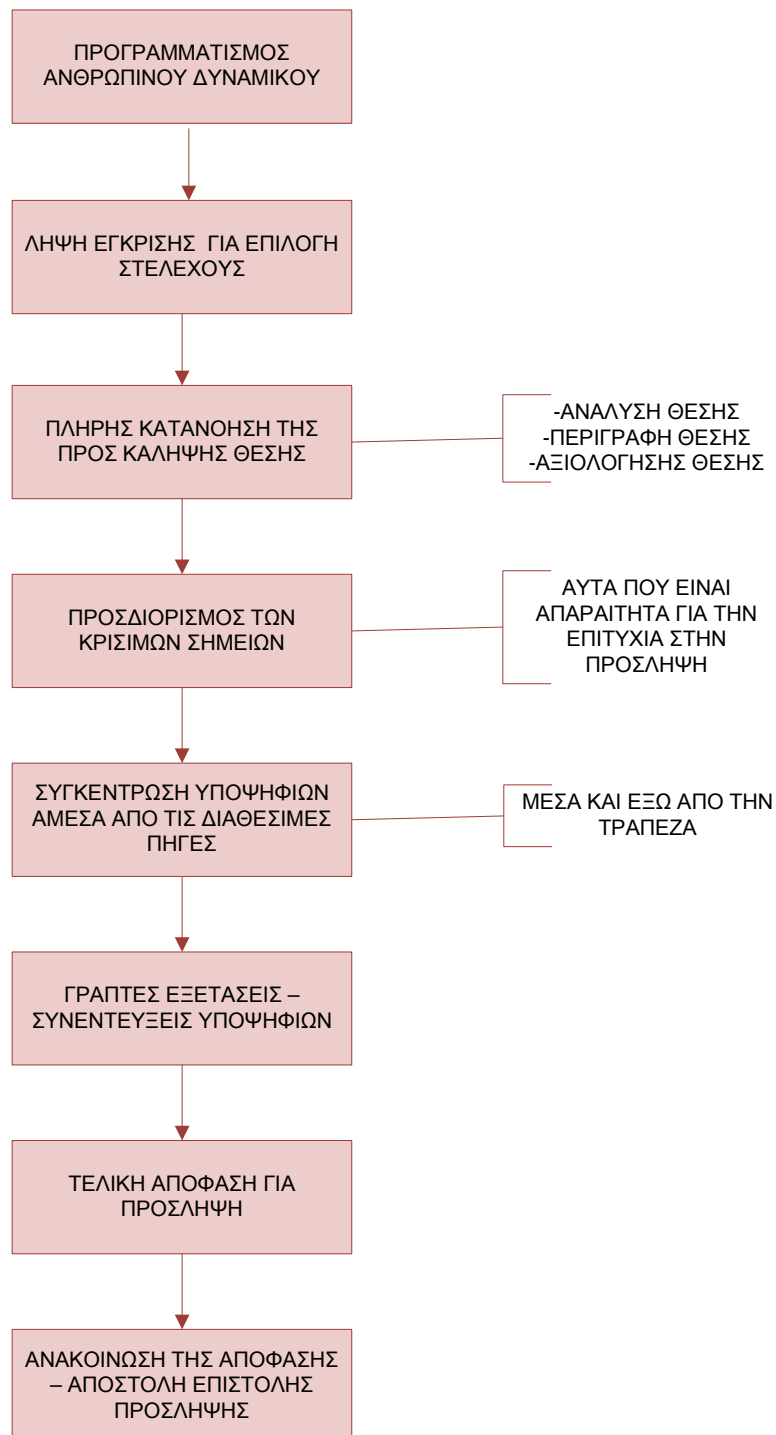 ΠΡΟΓΡΑΜΜΑΤΙΣΜΟΣ
ΑΝΘΡΩΠΙΝΟΥ ΔΥΝΑΜΙΚΟΥ
ΛΗΨΗ ΕΓΚΡΙΣΗΣ ΓΙΑ ΕΠΙΛΟΓΗ
ΣΤΕΛΕΧΟΥΣ
ΠΛΗΡΗΣ ΚΑΤΑΝΟΗΣΗ ΤΗΣ
ΠΡΟΣ ΚΑΛΗΨΗΣ ΘΕΣΗΣ
-ΑΝΑΛΥΣΗ ΘΕΣΗΣ
-ΠΕΡΙΓΡΑΦΗ ΘΕΣΗΣ
-ΑΞΙΟΛΟΓΗΣΗΣ ΘΕΣΗΣ
ΠΡΟΣΔΙΟΡΙΣΜΟΣ ΤΩΝ
ΚΡΙΣΙΜΩΝ ΣΗΜΕΙΩΝ
ΑΥΤΑ ΠΟΥ ΕΙΝΑΙ
ΑΠΑΡΑΙΤΗΤΑ ΓΙΑ ΤΗΝ
ΕΠΙΤΥΧΙΑ ΣΤΗΝ
ΠΡΟΣΛΗΨΗ
ΣΥΓΚΕΝΤΡΩΣΗ ΥΠΟΨΗΦΙΩΝ
ΑΜΕΣΑ ΑΠΟ ΤΙΣ ΔΙΑΘΕΣΙΜΕΣ
ΠΗΓΕΣ
ΜΕΣΑ ΚΑΙ ΕΞΩ ΑΠΟ ΤΗΝ
ΤΡΑΠΕΖΑ
ΓΡΑΠΤΕΣ ΕΞΕΤΑΣΕΙΣ –
ΣΥΝΕΝΤΕΥΞΕΙΣ ΥΠΟΨΗΦΙΩΝ
ΤΕΛΙΚΗ ΑΠΟΦΑΣΗ ΓΙΑ
ΠΡΟΣΛΗΨΗ
ΑΝΑΚΟΙΝΩΣΗ ΤΗΣ ΑΠΟΦΑΣΗΣ
– ΑΠΟΣΤΟΛΗ ΕΠΙΣΤΟΛΗΣ
ΠΡΟΣΛΗΨΗΣ